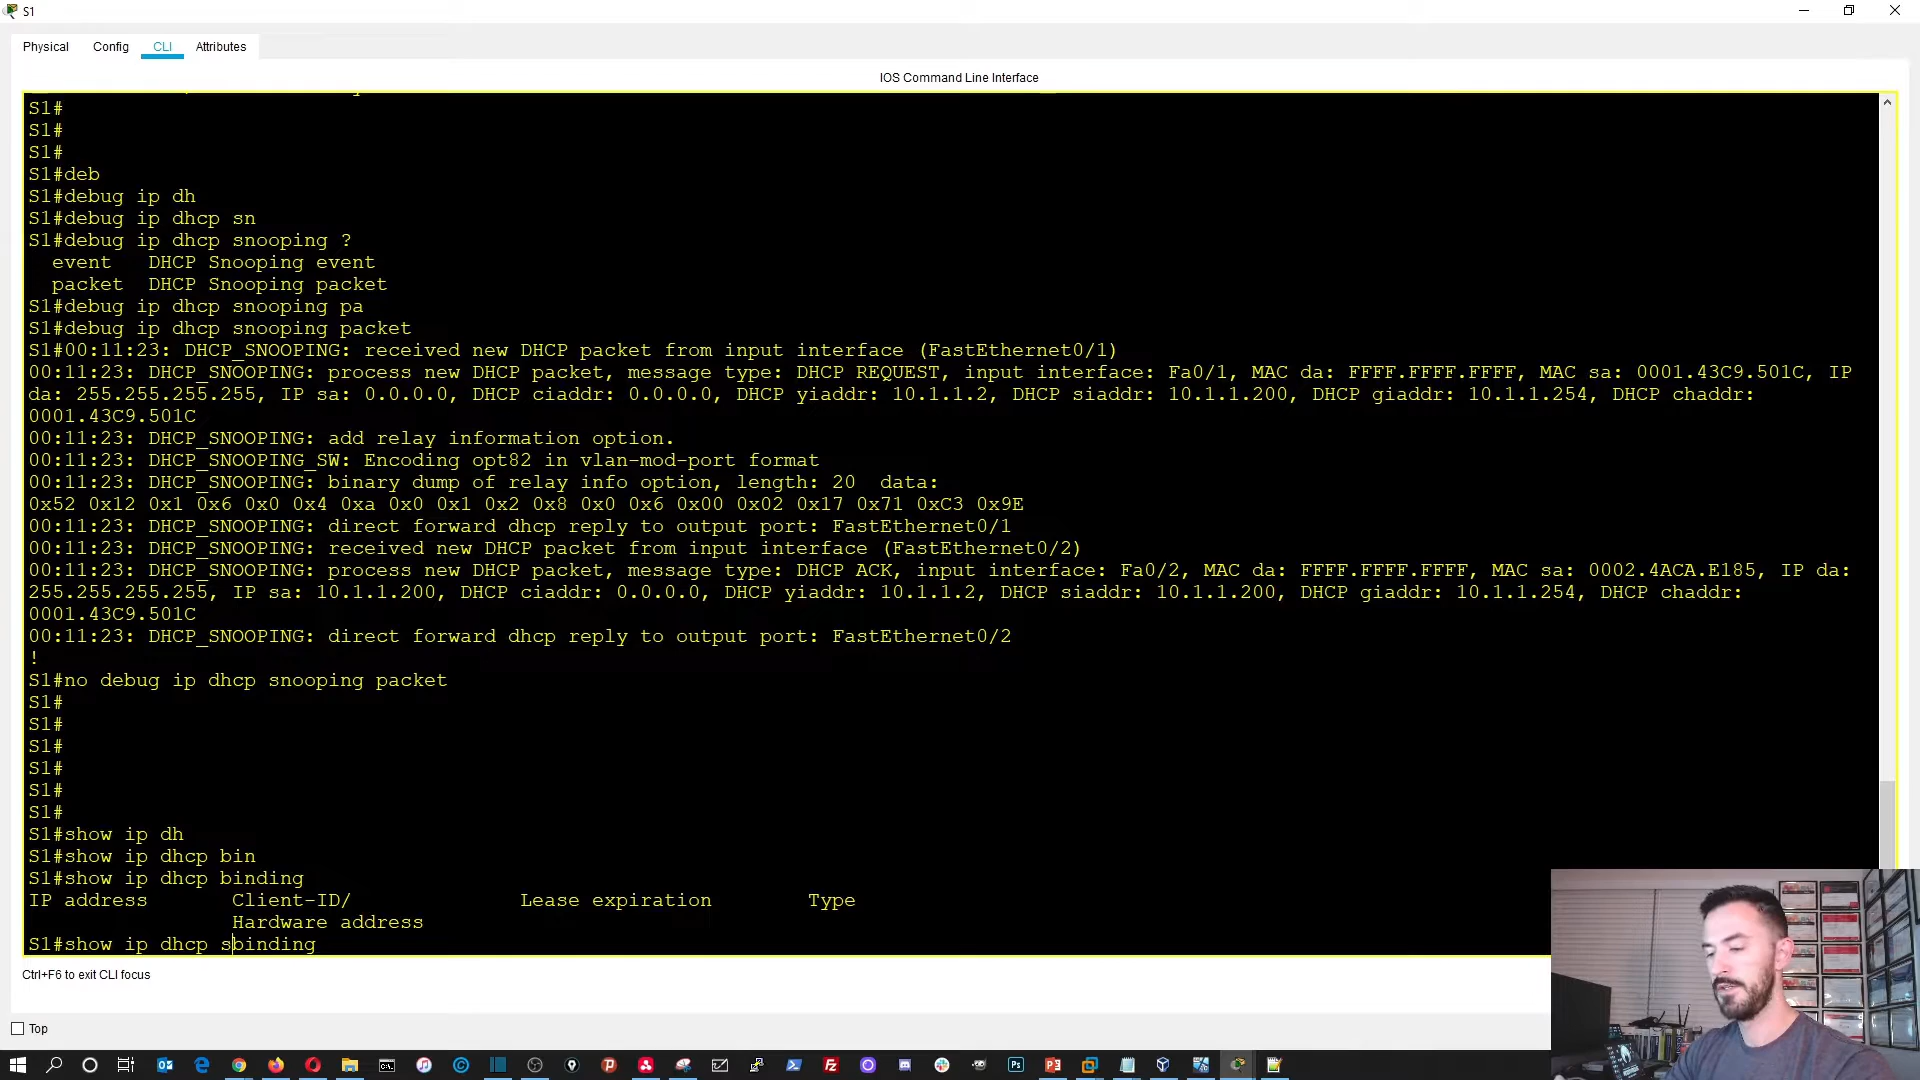 S1
Physical Config CLI Attributes
IOS Command Line Interface
S1#
S1#
S1#
S1#deb
S1#debug ip dh
S1#debug ip dhcp sn
S1#debug ip dhcp snooping ?
event DHCP Snooping event
packet DHCP Snooping packet
S1#debug ip dhcp snooping pa
S1#debug ip dhcp snooping packet
S1#00:11:23: DHCP_SNOOPING: received new DHCP packet from input interface (FastEthernet0/1)
00:11:23: DHCP_SNOOPING: process new DHCP packet, message type: DHCP REQUEST, input interface: Fa0/1, MAC da: FFFF.FFFF.FFFF, MAC sa: 0001.43C9.501C, IP
da: 255.255.255.255, IP sa: 0.0.0.0, DHCP ciaddr: 0.0.0.0, DHCP yiaddr: 10.1.1.2, DHCP siaddr: 10.1.1.200, DHCP giaddr: 10.1.1.254, DHCP chaddr:
0001.43C9.501C
00:11:23: DHCP_SNOOPING: add relay information option.
00:11:23: DHCP_SNOOPING_SW: Encoding opt82 in vlan-mod-port format
00:11:23: DHCP_SNOOPING: binary dump of relay info option, length: 20 data:
0x52 0x12 0x1 0x6 0x0 0x4 0xa 0x0 0x1 0x2 0x8 0x0 0x6 0x00 0x02 0x17 0x71 0xC3 0x9E
00:11:23: DHCP_SNOOPING: direct forward dhcp reply to output port: FastEthernet0/1
00:11:23: DHCP_SNOOPING: received new DHCP packet from input interface (FastEthernet0/2)
00:11:23: DHCP_SNOOPING: process new DHCP packet, message type: DHCP ACK, input interface: Fa0/2, MAC da: FFFF.FFFF.FFFF, MAC sa: 0002.4ACA.E185, IP da:
255.255.255.255, IP sa: 10.1.1.200, DHCP ciaddr: 0.0.0.0, DHCP yiaddr: 10.1.1.2, DHCP siaddr: 10.1.1.200, DHCP giaddr: 10.1.1.254, DHCP chaddr:
0001.43C9.501C
00:11:23: DHCP_SNOOPING: direct forward dhcp reply to output port: FastEthernet0/2
!
S1#no debug ip dhcp snooping packet
S1#
S1#
S1#
S1#
S1#
S1#
S1#show ip dh
S1#show ip dhcp bin
S1#show ip dhcp binding
IP address Client-ID/ Lease expiration Type
Hardware address
S1#show ip dhcp sbinding
Ctrl+F6 to exit CLI focus
Top